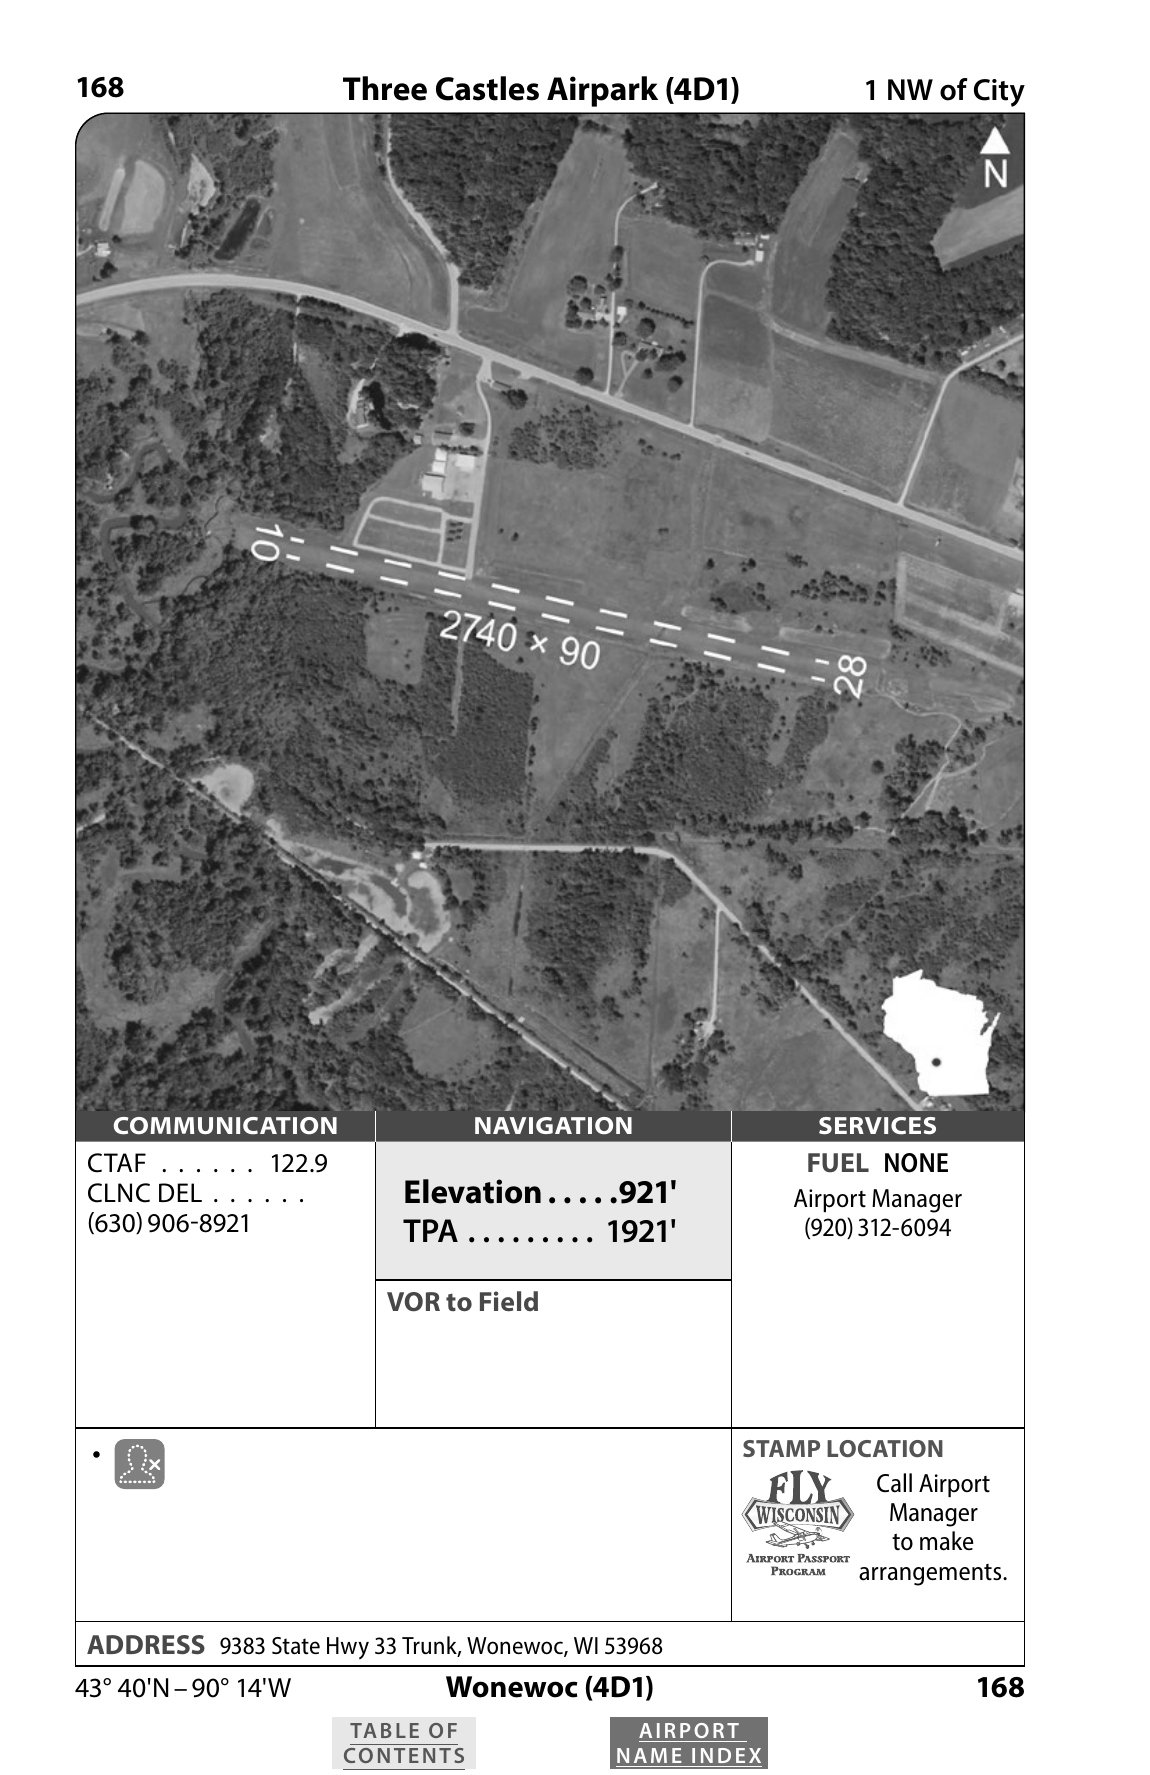 168 Three Castles Airpark (4D1) 1 NW of City
N
10
2740 × 90
28
COMMUNICATION NAVIGATION SERVICES
CTAF . . . . . . 122.9
CLNC DEL . . . . . .
(630) 906-8921
Elevation . . . . .921'
TPA . . . . . . . . . 1921'
VOR to Field
FUEL NONE
Airport Manager
(920) 312-6094
•
STAMP LOCATION
FLY
WISCONSIN
AIRPORT PASSPORT
PROGRAM
Call Airport
Manager
to make
arrangements.
ADDRESS 9383 State Hwy 33 Trunk, Wonewoc, WI 53968
43° 40'N – 90° 14'W Wonewoc (4D1) 168
TABLE OF
CONTENTS
AIRPORT
NAME INDEX